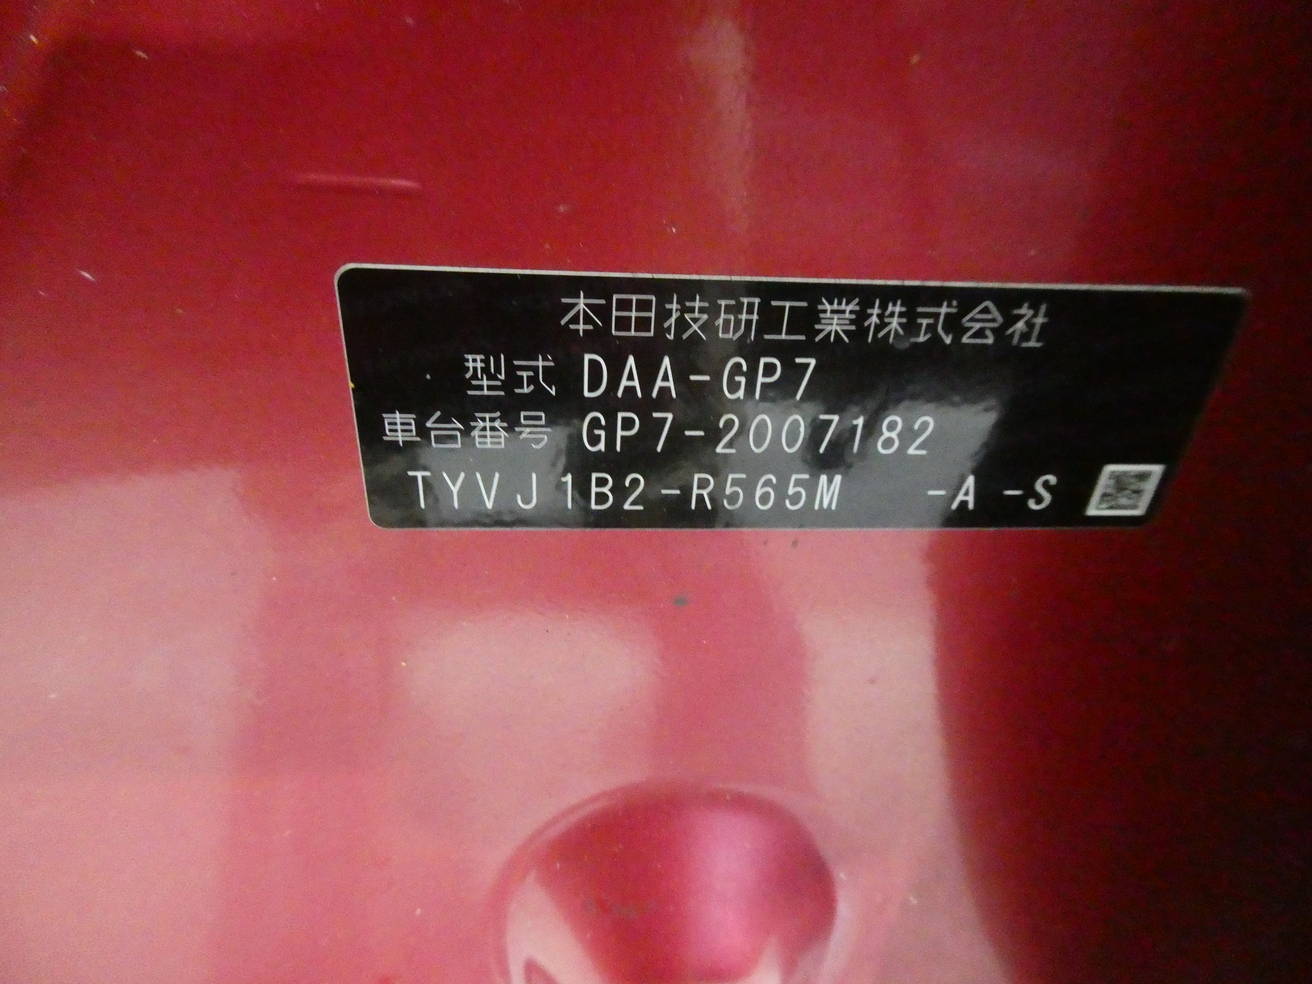 本田技研工業株式会社
型式 DAA-GP7
車台番号 GP7-2007182
TYVJ1B2-R565M -A -S